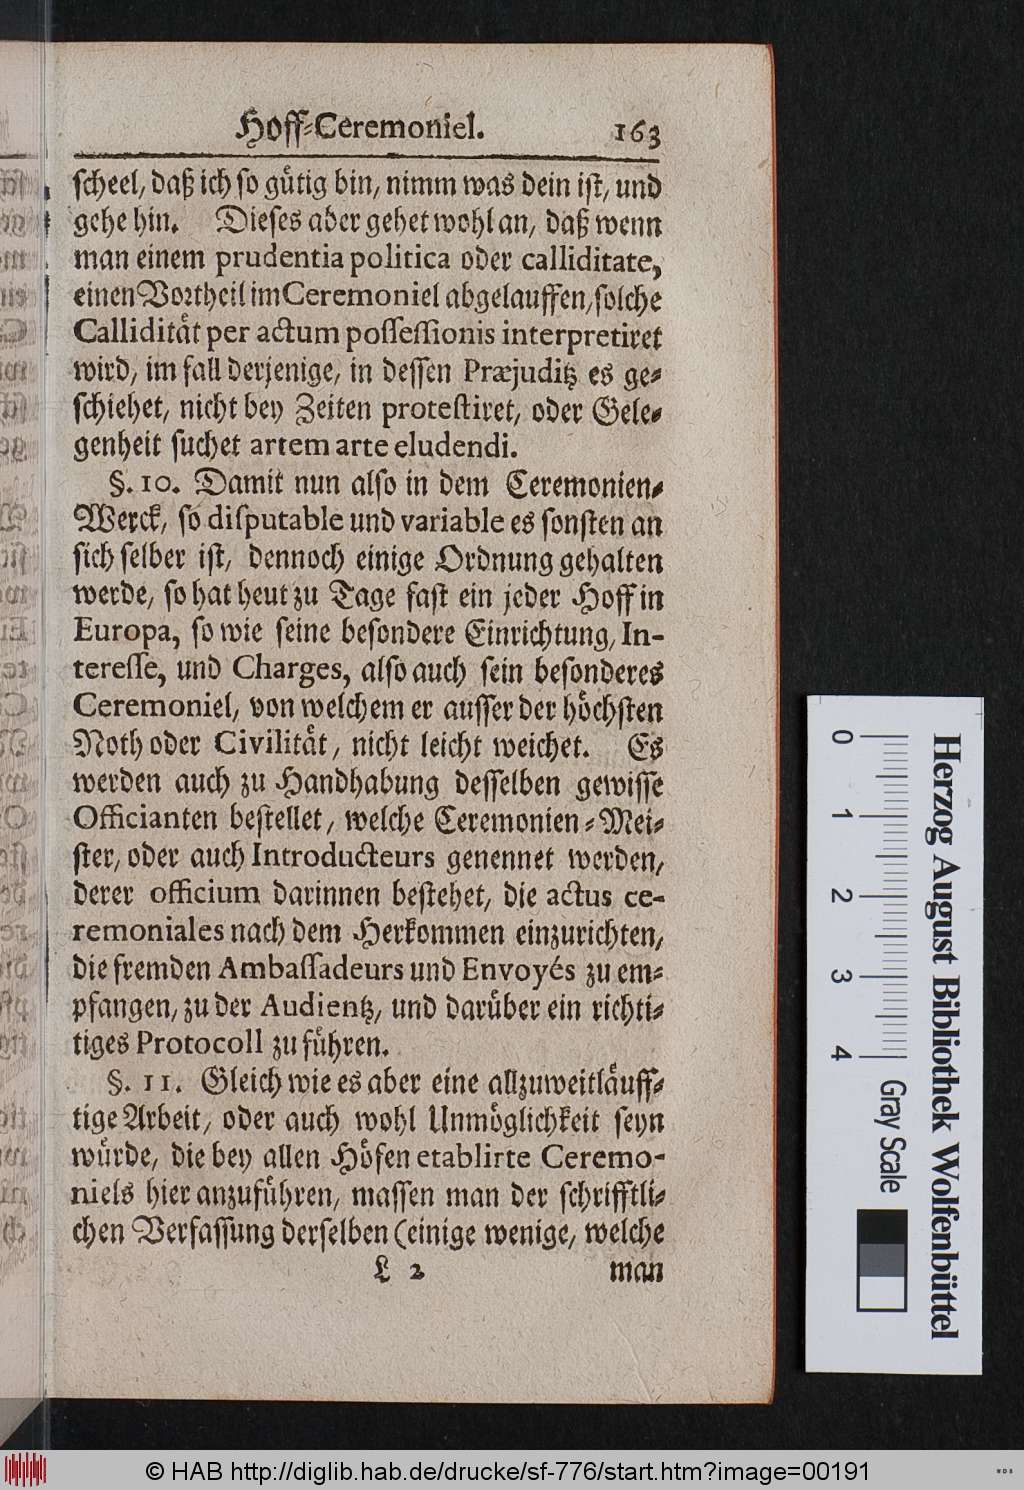 Hoff-Ceremoniel. 163
scheel, daß ich so gütig bin, nimm was dein ist, und
gehe hin. Dieses aber gehet wohl an, daß wenn
man einem prudentia politica oder calliditate,
einen Vortheil im Ceremoniel abgelauffen, solche
Callidität per actum possessionis interpretiret
wird, im fall derjenige, in dessen Præjuditz es ge-
schiehet, nicht bey Zeiten protestiret, oder Gele-
genheit suchet artem arte eludendi.
§. 10. Damit nun also in dem Ceremonien-
Werck, so disputable und variable es sonsten an
sich selber ist, dennoch einige Ordnung gehalten
werde, so hat heut zu Tage fast ein jeder Hoff in
Europa, so wie seine besondere Einrichtung, In-
teresse, und Charges, also auch sein besonderes
Ceremoniel, von welchem er ausser der höchsten
Noth oder Civilität, nicht leicht weichet. Es
werden auch zu Handhabung desselben gewisse
Officianten bestellet, welche Ceremonien-Mei-
ster, oder auch Introducteurs genennet werden,
derer officium darinnen bestehet, die actus ce-
remoniales nach dem Herkommen einzurichten,
die fremden Ambassadeurs und Envoyés zu em-
pfangen, zu der Audientz, und darüber ein richti-
tiges Protocoll zu führen.
§. 11. Gleich wie es aber eine allzuweitläuff-
tige Arbeit, oder auch wohl Unmöglichkeit seyn
würde, die bey allen Höfen etablirte Ceremo-
niels hier anzuführen, massen man der schrifftli-
chen Verfassung derselben (einige wenige, welche
L 2 man
Herzog August Bibliothek Wolfenbüttel
0 1 2 3 4 Gray Scale
© HAB http://diglib.hab.de/drucke/sf-776/start.htm?image=00191